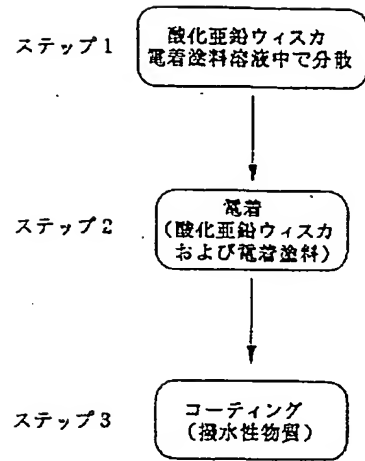 ステップ1
酸化亜鉛ウィスカ
電着塗料溶液中で分散
ステップ2
電着
(酸化亜鉛ウィスカ
および電着塗料)
ステップ3
コーティング
(撥水性物質)